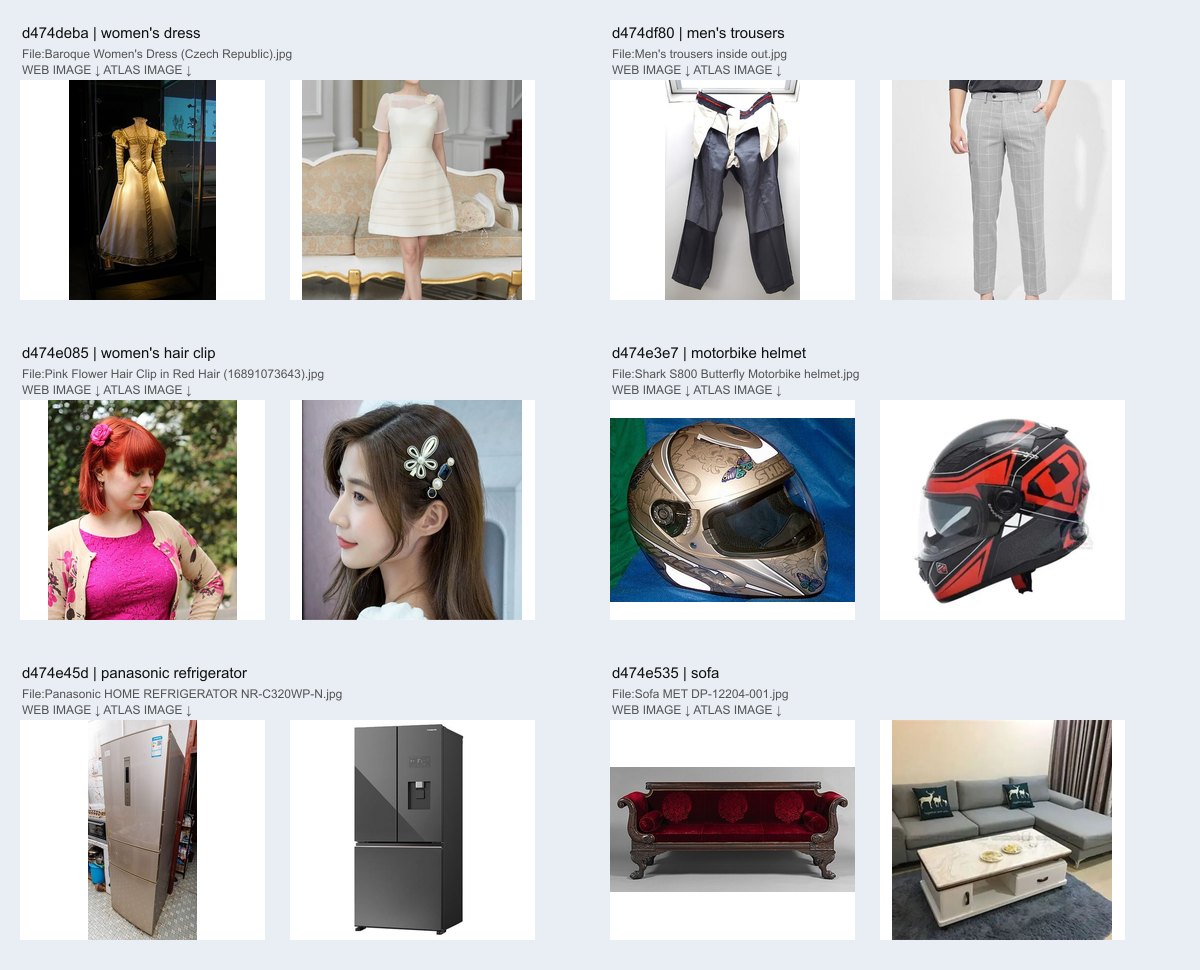 d474deba | women's dress
File:Baroque Women's Dress (Czech Republic).jpg
WEB IMAGE ↓ ATLAS IMAGE ↓
d474df80 | men's trousers
File:Men's trousers inside out.jpg
WEB IMAGE ↓ ATLAS IMAGE ↓
d474e085 | women's hair clip
File:Pink Flower Hair Clip in Red Hair (16891073643).jpg
WEB IMAGE ↓ ATLAS IMAGE ↓
d474e3e7 | motorbike helmet
File:Shark S800 Butterfly Motorbike helmet.jpg
WEB IMAGE ↓ ATLAS IMAGE ↓
SHARK
d474e45d | panasonic refrigerator
File:Panasonic HOME REFRIGERATOR NR-C320WP-N.jpg
WEB IMAGE ↓ ATLAS IMAGE ↓
d474e535 | sofa
File:Sofa MET DP-12204-001.jpg
WEB IMAGE ↓ ATLAS IMAGE ↓